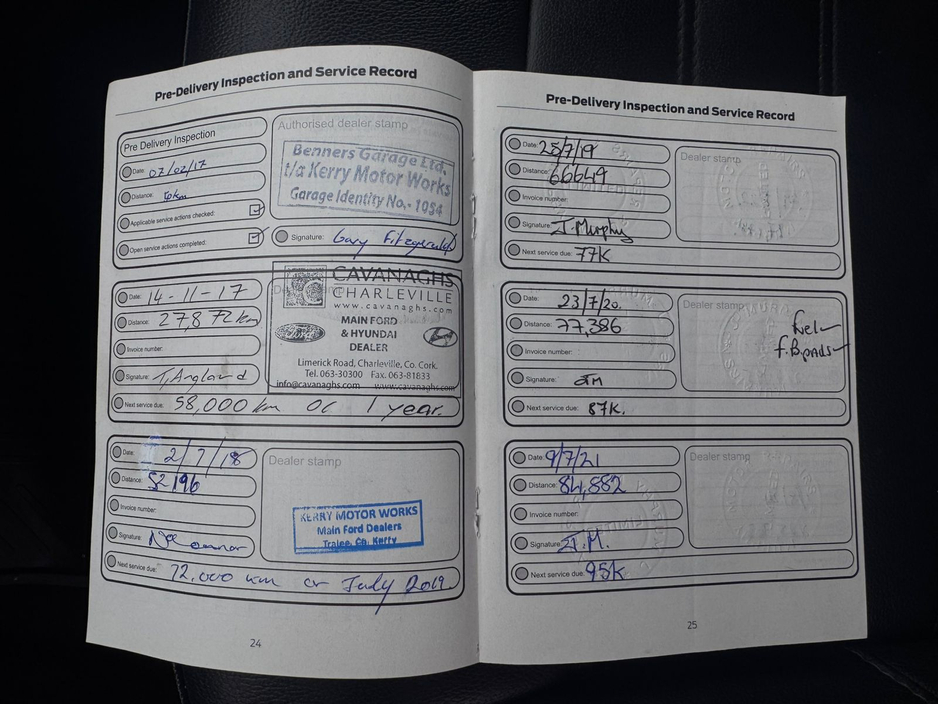 Pre-Delivery Inspection and Service Record
Pre Delivery Inspection
Date: 07/02/17
Distance: 6km
Applicable service actions checked:
Open service actions completed:
Authorised dealer stamp
Benners Garage Ltd.
t/a Kerry Motor Works
Garage Identity No.- 1954
Signature: Gary Fitzgerald
Date: 14-11-17
Distance: 27872 km
Invoice number:
Signature: T, England
Next service due: 58,000 km or 1 year.
CAVANAGHS
CHARLEVILLE
www.cavanaghs.com
Ford
MAIN FORD
& HYUNDAI
DEALER
Limerick Road, Charleville, Co. Cork.
Tel. 063-30300 Fax. 063-81833
info@cavanaghs.com www.cavanaghs.com
Date: 2/7/18
Distance: 52196
Invoice number:
Signature:
Next service due: 72,000 km or July 2019
Dealer stamp
KERRY MOTOR WORKS
Main Ford Dealers
Tralee, Co. Kerry
24
Pre-Delivery Inspection and Service Record
Date: 25/7/19
Distance: 66649
Invoice number:
Signature: J. Murphy
Next service due: 77K
Dealer stamp
Date: 23/7/20.
Distance: 77,386
Invoice number:
Signature: JM
Next service due: 87K.
Dealer stamp
f. B. pads
Date: 9/7/21
Distance: 84,882
Invoice number:
Signature: J.M.
Next service due: 95K
Dealer stamp
25